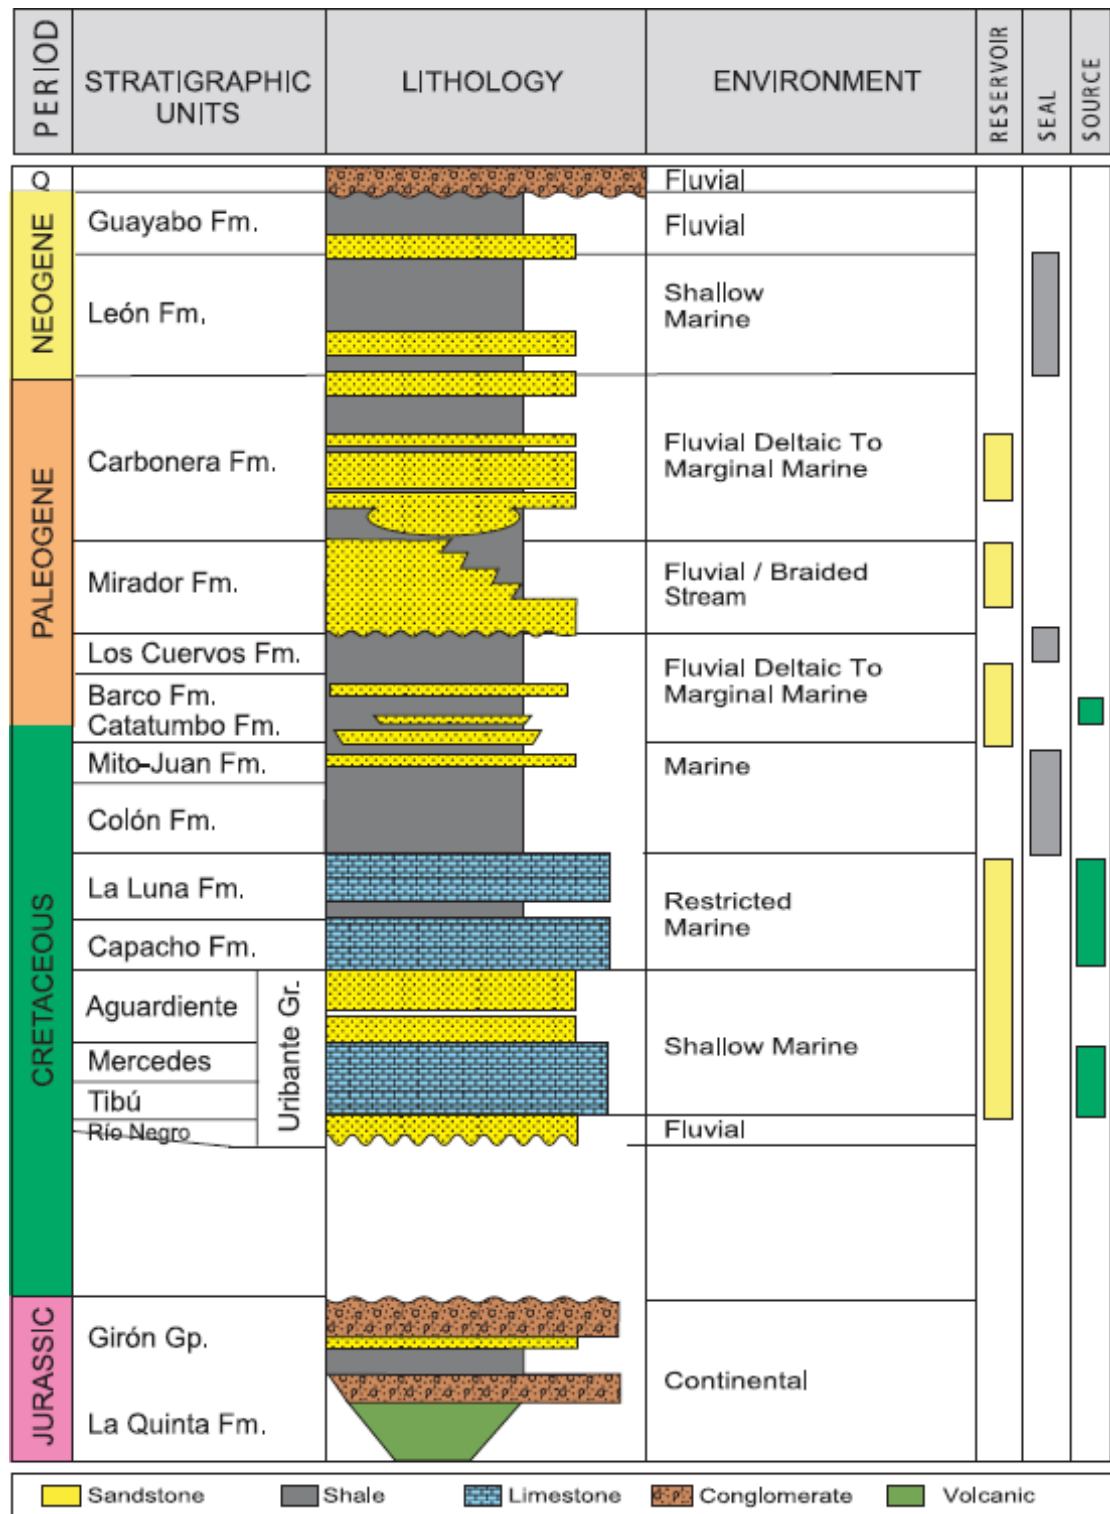 PERIOD
STRATIGRAPHIC
UNITS
LITHOLOGY
ENVIRONMENT
RESERVOIR
SEAL
SOURCE
Q
Fluvial
NEOGENE
Guayabo Fm.
Fluvial
León Fm.
Shallow
Marine
PALEOGENE
Carbonera Fm.
Fluvial Deltaic To
Marginal Marine
Mirador Fm.
Fluvial / Braided
Stream
Los Cuervos Fm.
Fluvial Deltaic To
Marginal Marine
Barco Fm.
Catatumbo Fm.
CRETACEOUS
Mito-Juan Fm.
Marine
Colón Fm.
La Luna Fm.
Restricted
Marine
Capacho Fm.
Aguardiente
Uribante Gr.
Mercedes
Shallow Marine
Tibú
Río Negro
Fluvial
JURASSIC
Girón Gp.
Continental
La Quinta Fm.
Sandstone
Shale
Limestone
Conglomerate
Volcanic